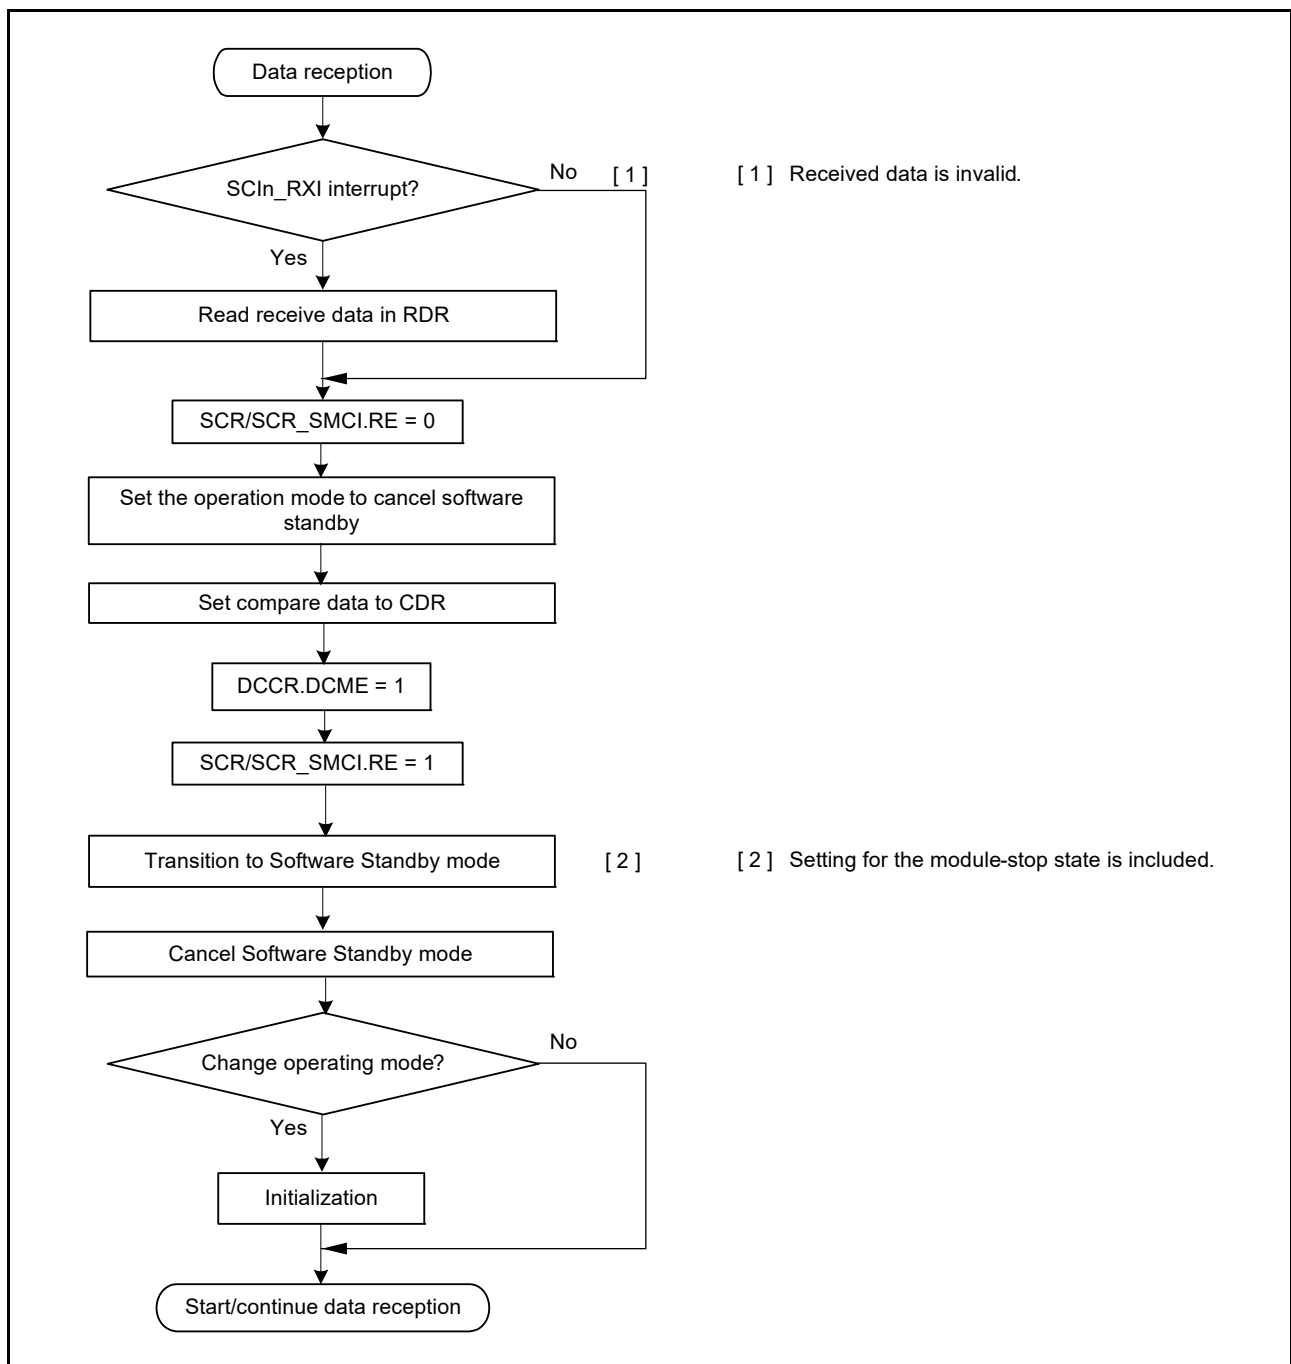 Data reception
SCIn_RXI interrupt?
No
[ 1 ]
[ 1 ] Received data is invalid.
Yes
Read receive data in RDR
SCR/SCR_SMCI.RE = 0
Set the operation mode to cancel software
standby
Set compare data to CDR
DCCR.DCME = 1
SCR/SCR_SMCI.RE = 1
Transition to Software Standby mode
[ 2 ]
[ 2 ] Setting for the module-stop state is included.
Cancel Software Standby mode
Change operating mode?
No
Yes
Initialization
Start/continue data reception